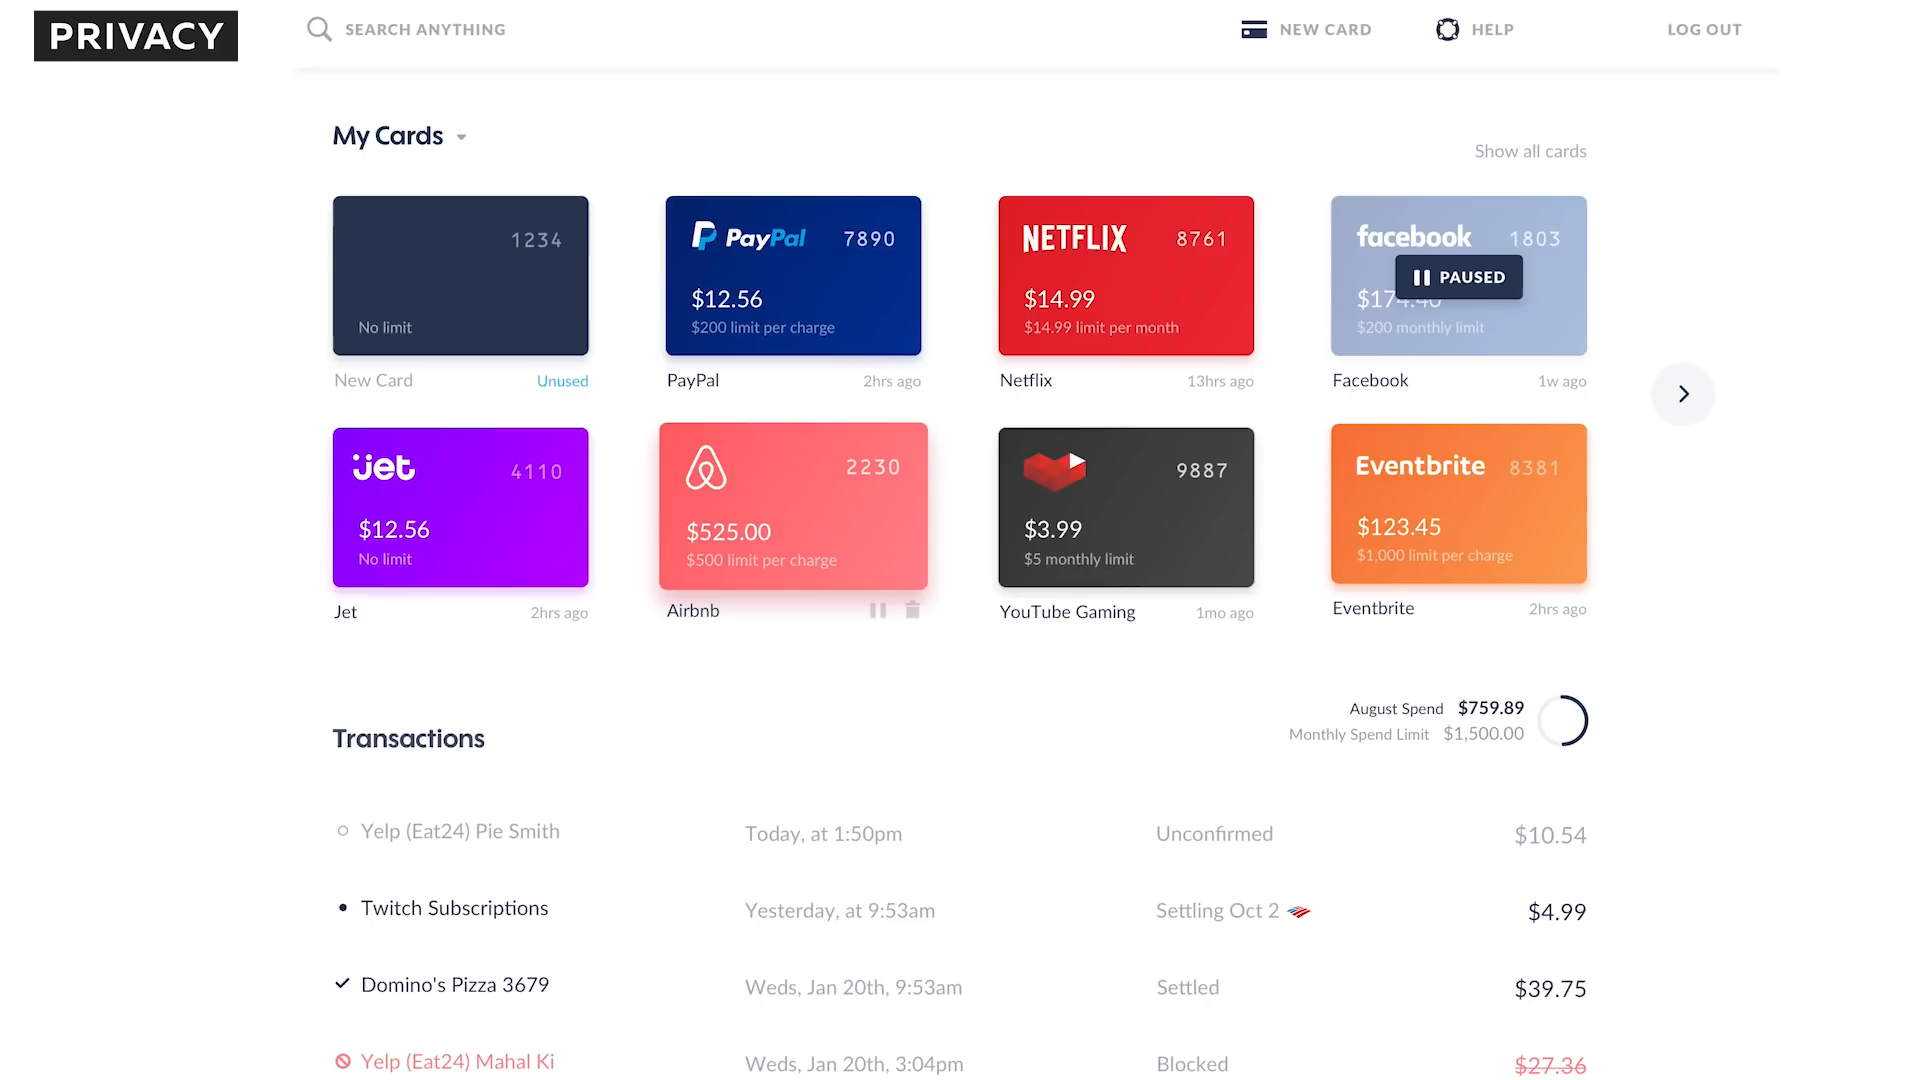 PRIVACY
SEARCH ANYTHING
NEW CARD
HELP
LOG OUT
My Cards
Show all cards
1234
No limit
New Card
Unused
PayPal 7890
$12.56
$200 limit per charge
PayPal
2hrs ago
NETFLIX 8761
$14.99
$14.99 limit per month
Netflix
13hrs ago
facebook 1803
PAUSED
$200 monthly limit
Facebook
1w ago
jet 4110
$12.56
No limit
Jet
2hrs ago
2230
$525.00
$500 limit per charge
Airbnb
9887
$3.99
$5 monthly limit
YouTube Gaming
1mo ago
Eventbrite 8381
$123.45
$1,000 limit per charge
Eventbrite
2hrs ago
August Spend $759.89
Monthly Spend Limit $1,500.00
Transactions
Yelp (Eat24) Pie Smith Today, at 1:50pm Unconfirmed $10.54
Twitch Subscriptions Yesterday, at 9:53am Settling Oct 2 $4.99
Domino's Pizza 3679 Weds, Jan 20th, 9:53am Settled $39.75
Yelp (Eat24) Mahal Ki Weds, Jan 20th, 3:04pm Blocked $27.36